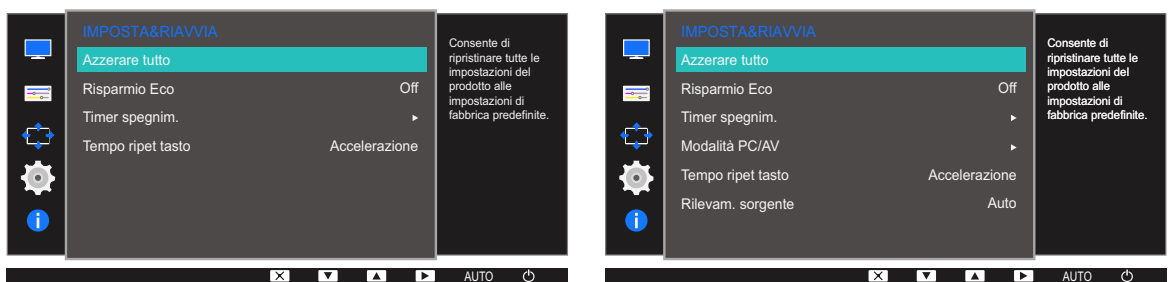 IMPOSTA&RIAVVIA
Azzerare tutto
Risparmio Eco Off
Timer spegnim.
Tempo ripet tasto Accelerazione
Consente di
ripristinare tutte le
impostazioni del
prodotto alle
impostazioni di
fabbrica predefinite.
AUTO
IMPOSTA&RIAVVIA
Azzerare tutto
Risparmio Eco Off
Timer spegnim.
Modalità PC/AV
Tempo ripet tasto Accelerazione
Rilevam. sorgente Auto
Consente di
ripristinare tutte le
impostazioni del
prodotto alle
impostazioni di
fabbrica predefinite.
AUTO